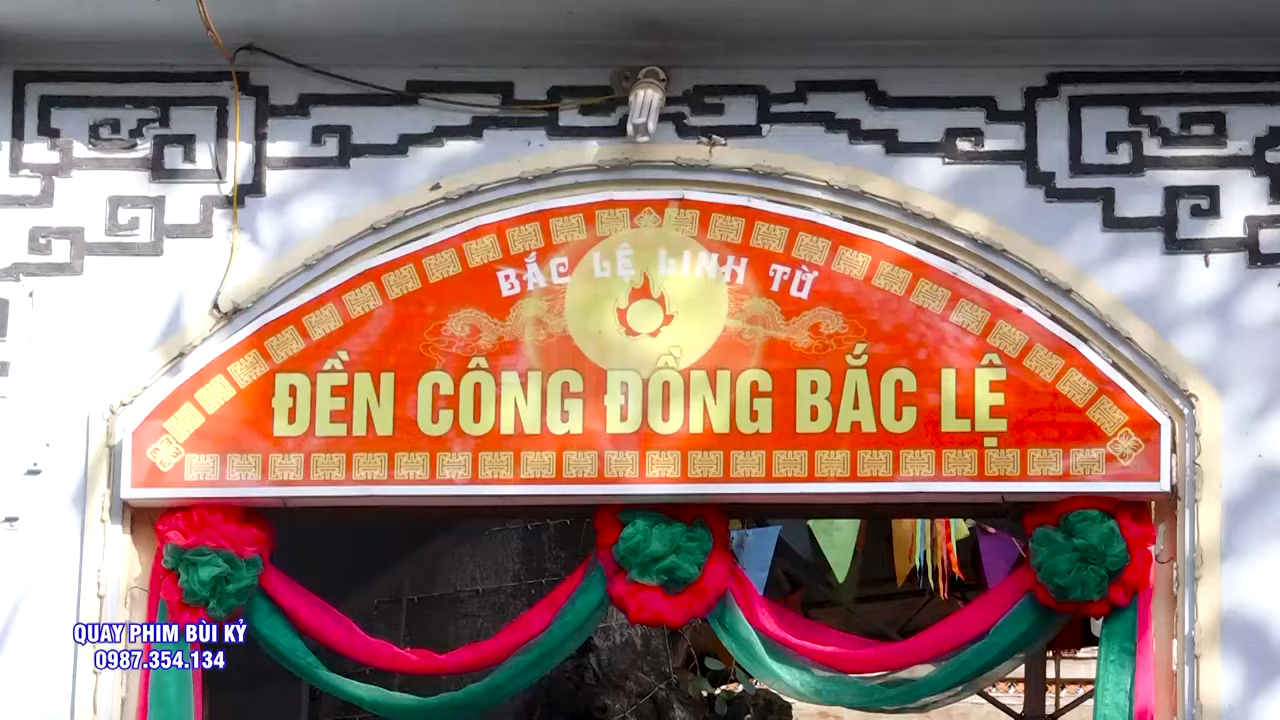 BẮC LỆ LINH TỪ
ĐỀN CÔNG ĐỒNG BẮC LỆ
QUAY PHIM BÙI KỶ
0987.354.134